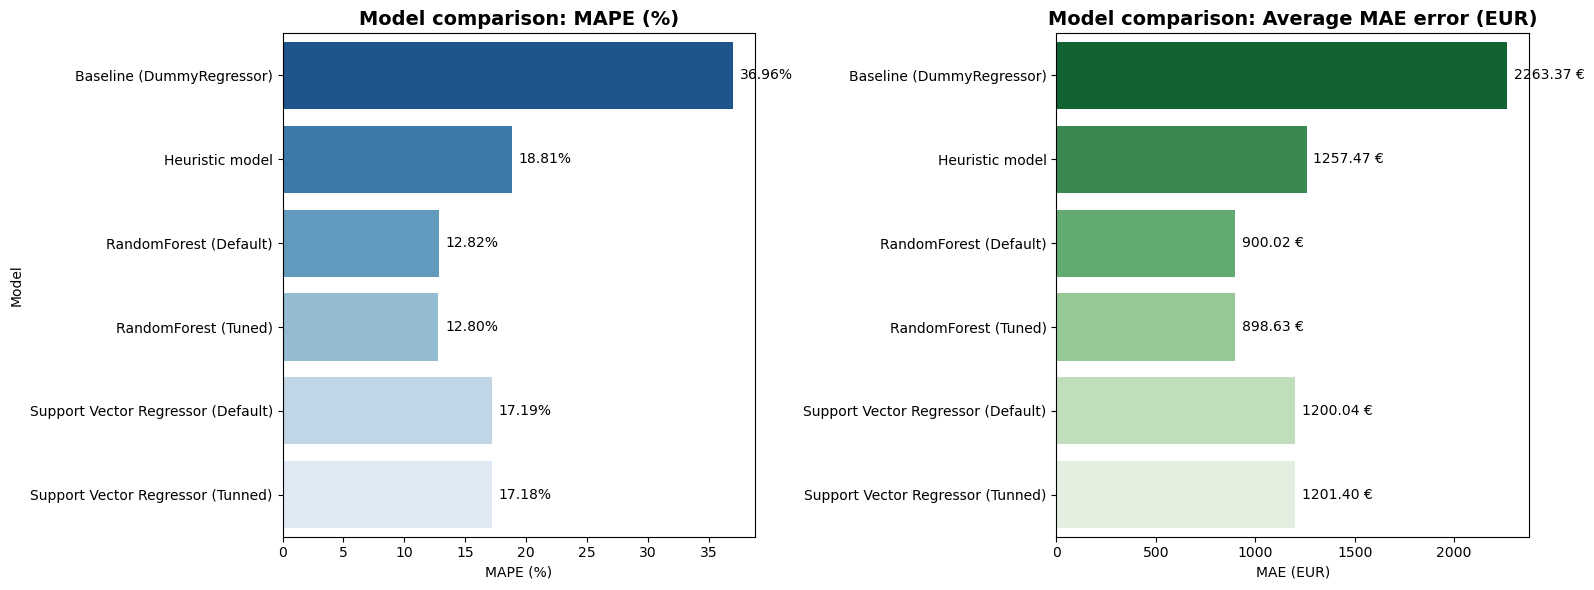 Model comparison: MAPE (%)
Model
Baseline (DummyRegressor)
36.96%
Heuristic model
18.81%
RandomForest (Default)
12.82%
RandomForest (Tuned)
12.80%
Support Vector Regressor (Default)
17.19%
Support Vector Regressor (Tunned)
17.18%
0 5 10 15 20 25 30 35
MAPE (%)
Model comparison: Average MAE error (EUR)
Baseline (DummyRegressor)
2263.37 €
Heuristic model
1257.47 €
RandomForest (Default)
900.02 €
RandomForest (Tuned)
898.63 €
Support Vector Regressor (Default)
1200.04 €
Support Vector Regressor (Tunned)
1201.40 €
0 500 1000 1500 2000
MAE (EUR)